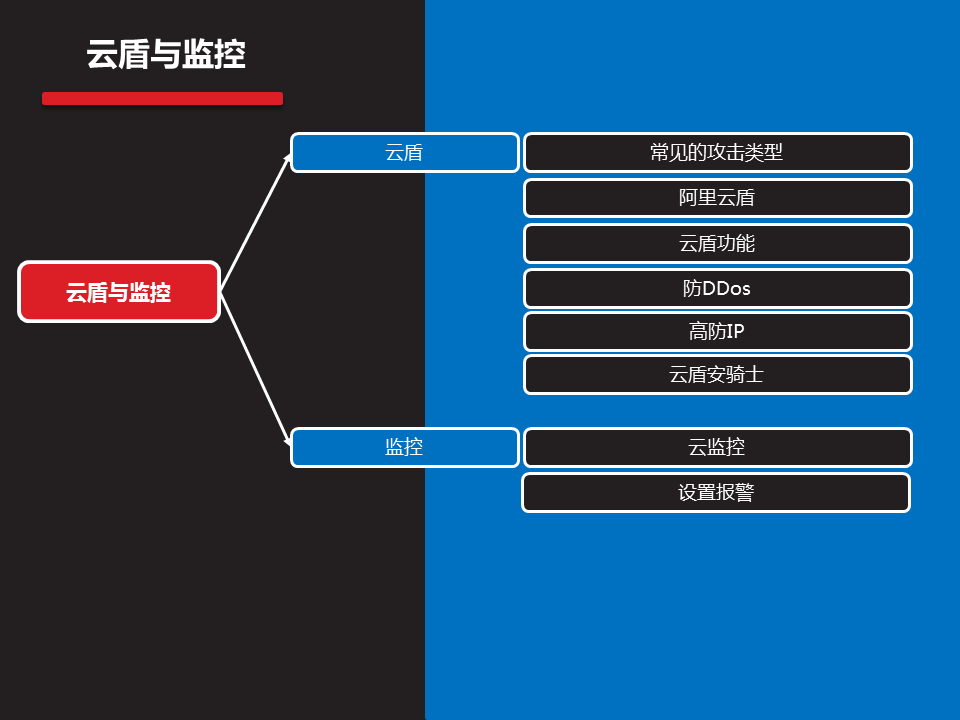 云盾与监控
云盾
常见的攻击类型
阿里云盾
云盾功能
防DDos
高防IP
云盾安骑士
云盾与监控
监控
云监控
设置报警